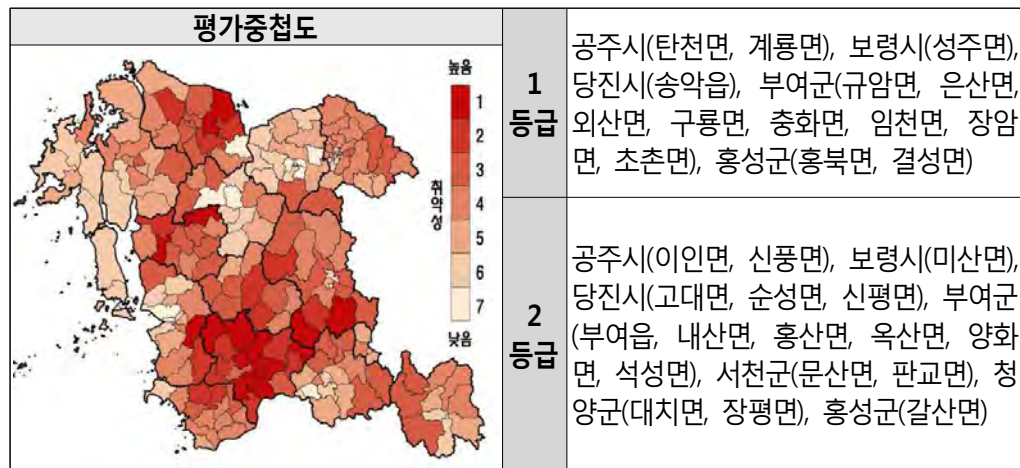 평가중첩도
높음
1
2
3
4
5
6
7
낮음
취약성
1
등급
공주시(탄천면, 계룡면), 보령시(성주면),
당진시(송악읍), 부여군(규암면, 은산면,
외산면, 구룡면, 충화면, 임천면, 장암
면, 초촌면), 홍성군(홍북면, 결성면)
2
등급
공주시(이인면, 신풍면), 보령시(미산면),
당진시(고대면, 순성면, 신평면), 부여군
(부여읍, 내산면, 홍산면, 옥산면, 양화
면, 석성면), 서천군(문산면, 판교면), 청
양군(대치면, 장평면), 홍성군(갈산면)